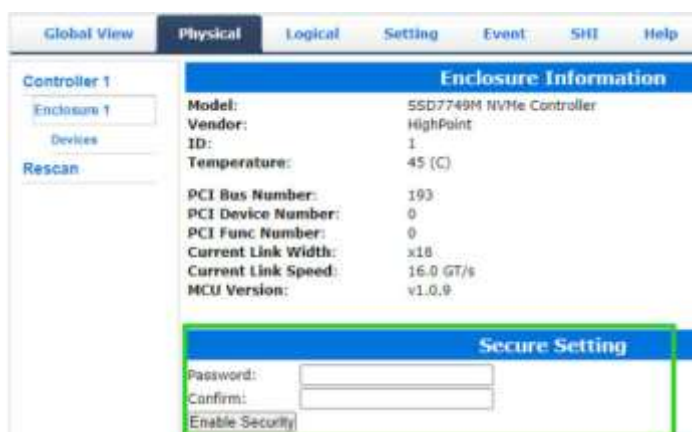 Global View Physical Logical Setting Event SHI Help
Controller 1
Enclosure 1
Devices
Rescan
Enclosure Information
Model: SSD7749M NVMe Controller
Vendor: HighPoint
ID: 1
Temperature: 45 (C)
PCI Bus Number: 193
PCI Device Number: 0
PCI Func Number: 0
Current Link Width: x16
Current Link Speed: 16.0 GT/s
MCU Version: v1.0.9
Secure Setting
Password:
Confirm:
Enable Security